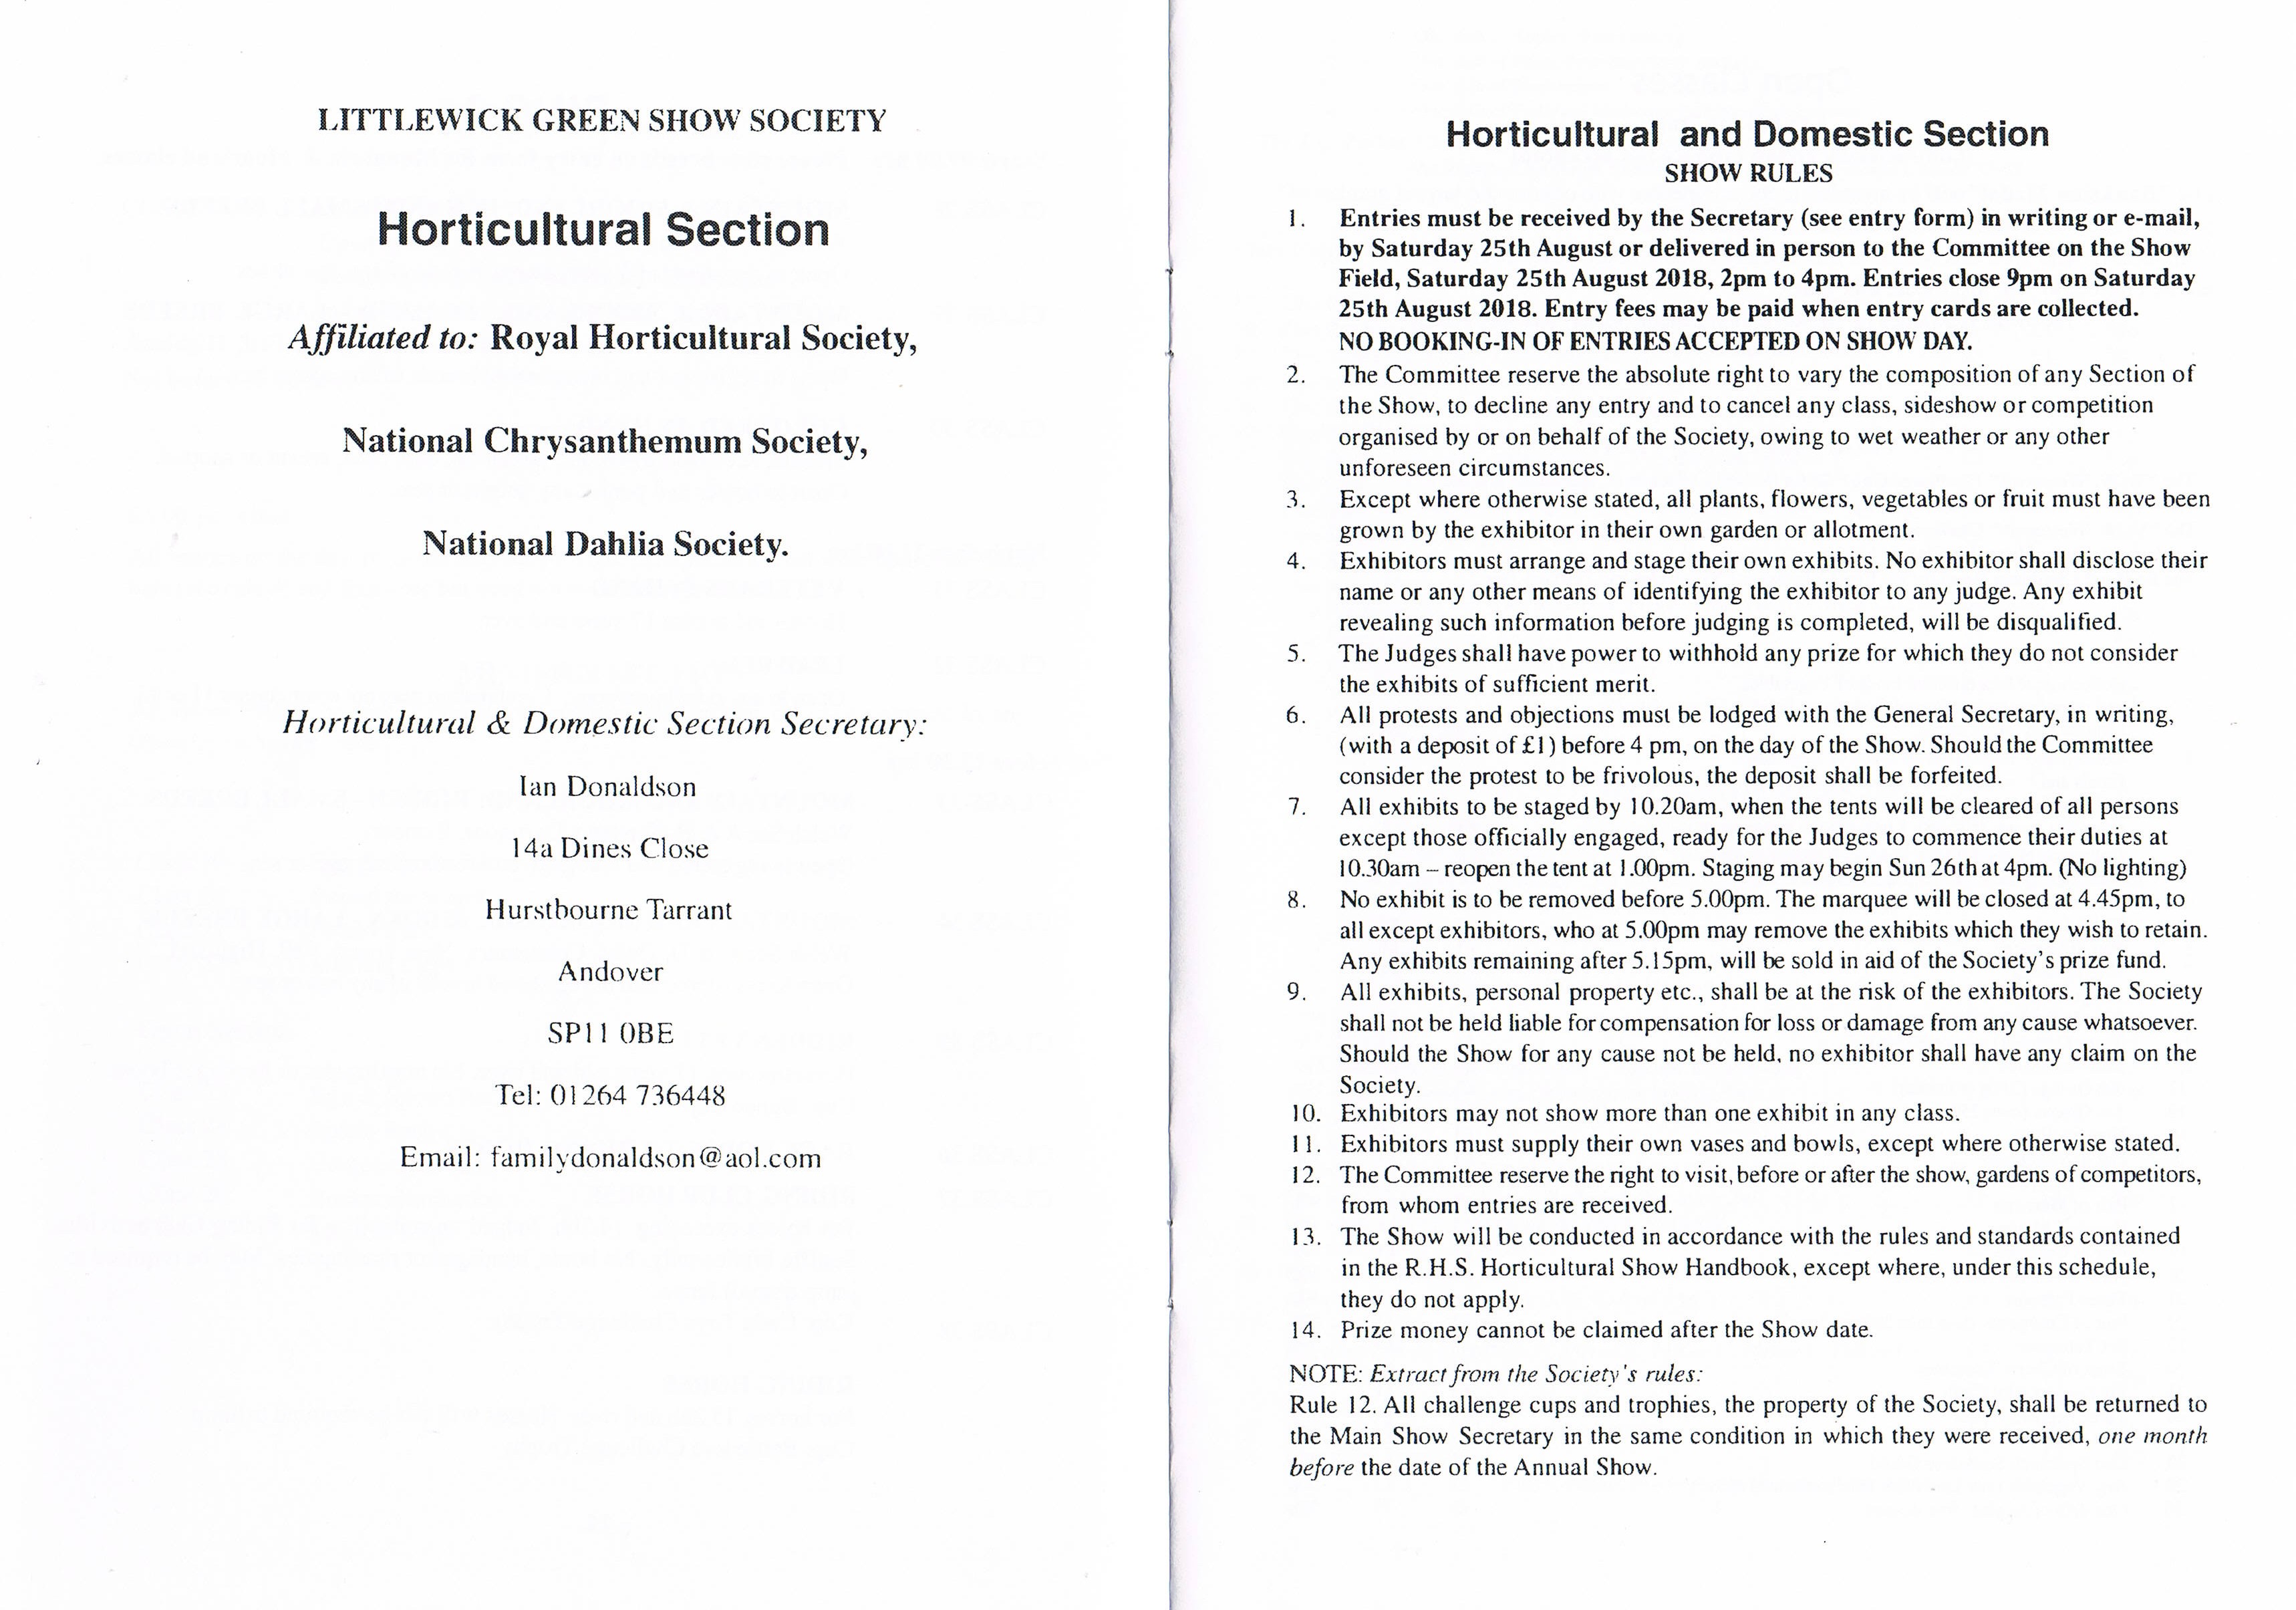 LITTLEWICK GREEN SHOW SOCIETY
Horticultural Section
Affiliated to: Royal Horticultural Society,
National Chrysanthemum Society,
National Dahlia Society.
Horticultural & Domestic Section Secretary:
Ian Donaldson
14a Dines Close
Hurstbourne Tarrant
Andover
SP11 0BE
Tel: 01264 736448
Email: familydonaldson@aol.com
Horticultural and Domestic Section
SHOW RULES
1. Entries must be received by the Secretary (see entry form) in writing or e-mail,
by Saturday 25th August or delivered in person to the Committee on the Show
Field, Saturday 25th August 2018, 2pm to 4pm. Entries close 9pm on Saturday
25th August 2018. Entry fees may be paid when entry cards are collected.
NO BOOKING-IN OF ENTRIES ACCEPTED ON SHOW DAY.
2. The Committee reserve the absolute right to vary the composition of any Section of
the Show, to decline any entry and to cancel any class, sideshow or competition
organised by or on behalf of the Society, owing to wet weather or any other
unforeseen circumstances.
3. Except where otherwise stated, all plants, flowers, vegetables or fruit must have been
grown by the exhibitor in their own garden or allotment.
4. Exhibitors must arrange and stage their own exhibits. No exhibitor shall disclose their
name or any other means of identifying the exhibitor to any judge. Any exhibit
revealing such information before judging is completed, will be disqualified.
5. The Judges shall have power to withhold any prize for which they do not consider
the exhibits of sufficient merit.
6. All protests and objections must be lodged with the General Secretary, in writing,
(with a deposit of £1) before 4 pm, on the day of the Show. Should the Committee
consider the protest to be frivolous, the deposit shall be forfeited.
7. All exhibits to be staged by 10.20am, when the tents will be cleared of all persons
except those officially engaged, ready for the Judges to commence their duties at
10.30am – reopen the tent at 1.00pm. Staging may begin Sun 26th at 4pm. (No lighting)
8. No exhibit is to be removed before 5.00pm. The marquee will be closed at 4.45pm, to
all except exhibitors, who at 5.00pm may remove the exhibits which they wish to retain.
Any exhibits remaining after 5.15pm, will be sold in aid of the Society's prize fund.
9. All exhibits, personal property etc., shall be at the risk of the exhibitors. The Society
shall not be held liable for compensation for loss or damage from any cause whatsoever.
Should the Show for any cause not be held, no exhibitor shall have any claim on the
Society.
10. Exhibitors may not show more than one exhibit in any class.
11. Exhibitors must supply their own vases and bowls, except where otherwise stated.
12. The Committee reserve the right to visit, before or after the show, gardens of competitors,
from whom entries are received.
13. The Show will be conducted in accordance with the rules and standards contained
in the R.H.S. Horticultural Show Handbook, except where, under this schedule,
they do not apply.
14. Prize money cannot be claimed after the Show date.
NOTE: Extract from the Society's rules:
Rule 12. All challenge cups and trophies, the property of the Society, shall be returned to
the Main Show Secretary in the same condition in which they were received, one month
before the date of the Annual Show.